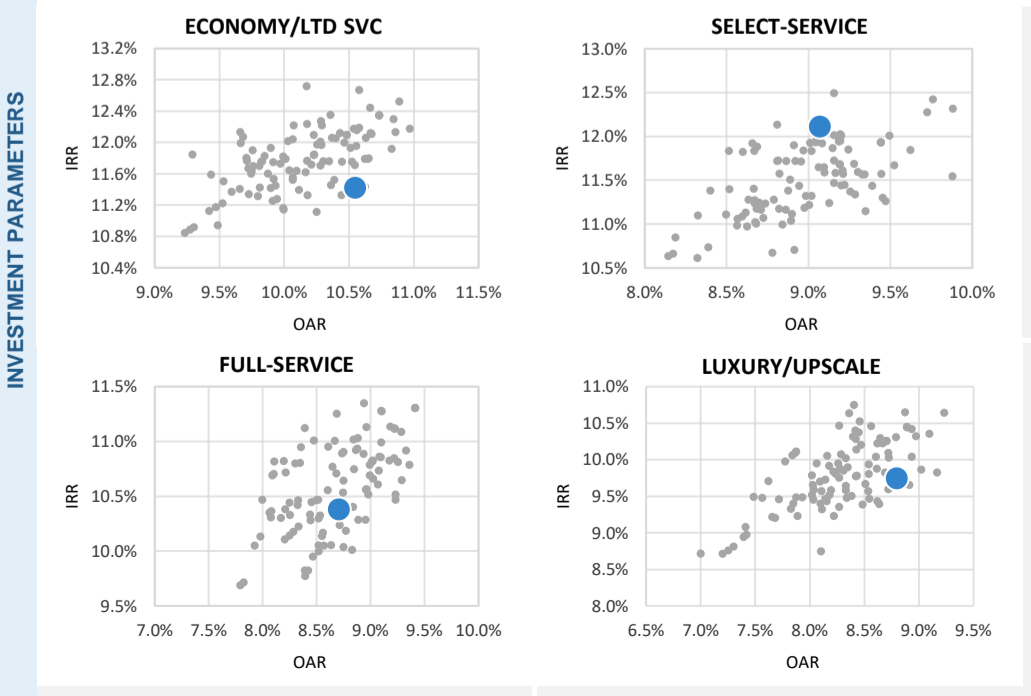 INVESTMENT PARAMETERS
ECONOMY/LTD SVC
13.2%
12.8%
12.4%
12.0%
11.6%
11.2%
10.8%
10.4%
IRR
9.0% 9.5% 10.0% 10.5% 11.0% 11.5%
OAR
SELECT-SERVICE
13.0%
12.5%
12.0%
11.5%
11.0%
10.5%
IRR
8.0% 8.5% 9.0% 9.5% 10.0%
OAR
FULL-SERVICE
11.5%
11.0%
10.5%
10.0%
9.5%
IRR
7.0% 7.5% 8.0% 8.5% 9.0% 9.5% 10.0%
OAR
LUXURY/UPSCALE
11.0%
10.5%
10.0%
9.5%
9.0%
8.5%
8.0%
IRR
6.5% 7.0% 7.5% 8.0% 8.5% 9.0% 9.5%
OAR